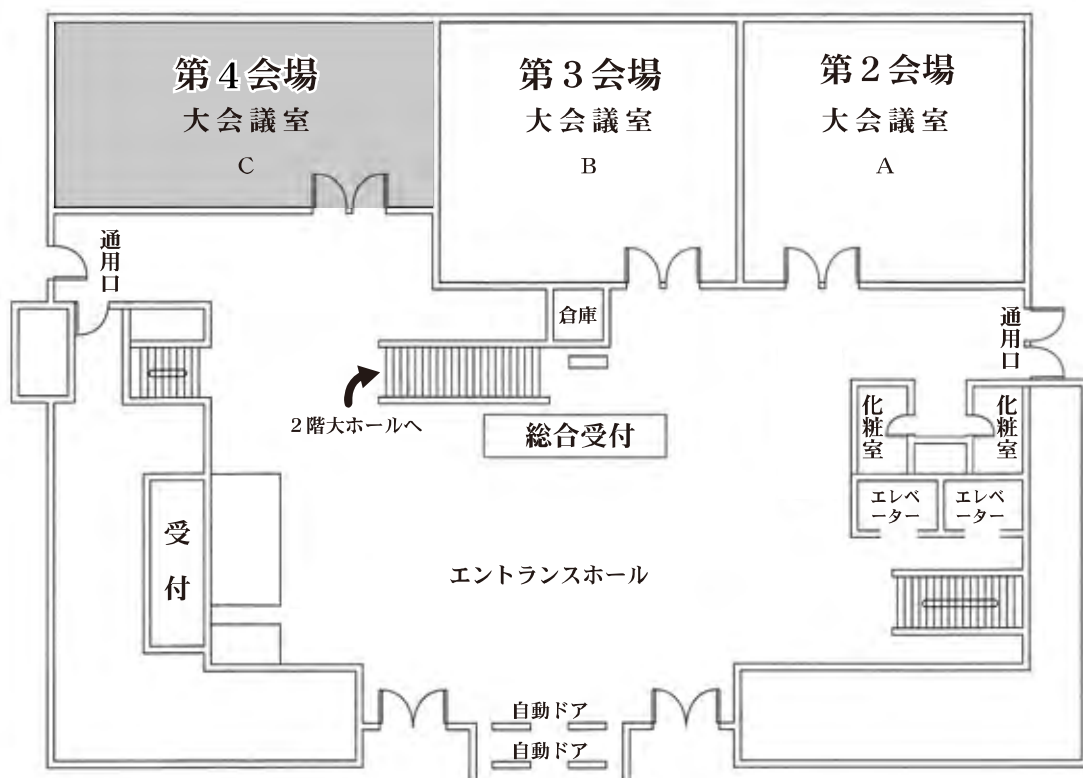 第4会場
大会議室
C
第3会場
大会議室
B
第2会場
大会議室
A
通用口
倉庫
通用口
2階大ホールへ
総合受付
化粧室
化粧室
エレベ
ーター
エレベ
ーター
受付
エントランスホール
自動ドア
自動ドア